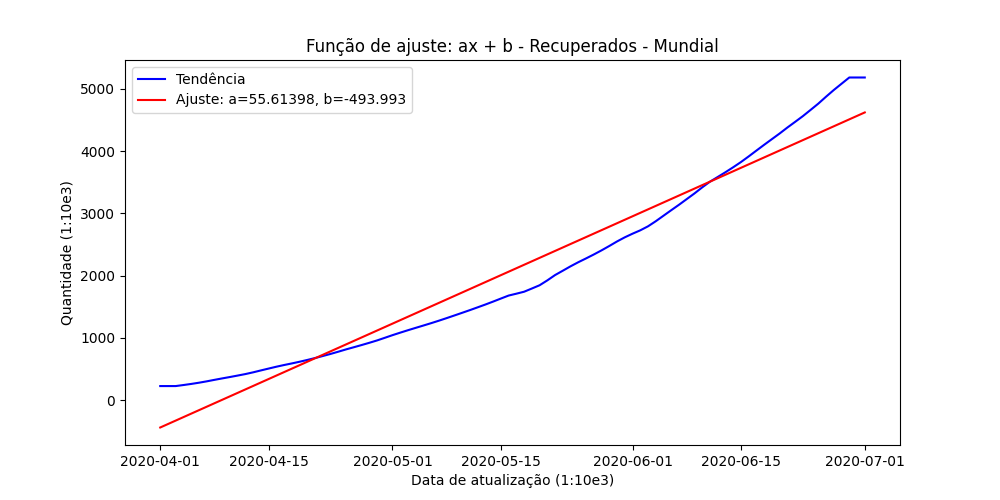 Função de ajuste: ax + b - Recuperados - Mundial
Tendência
Ajuste: a=55.61398, b=-493.993
Quantidade (1:10e3)
5000
4000
3000
2000
1000
0
2020-04-01 2020-04-15 2020-05-01 2020-05-15 2020-06-01 2020-06-15 2020-07-01
Data de atualização (1:10e3)